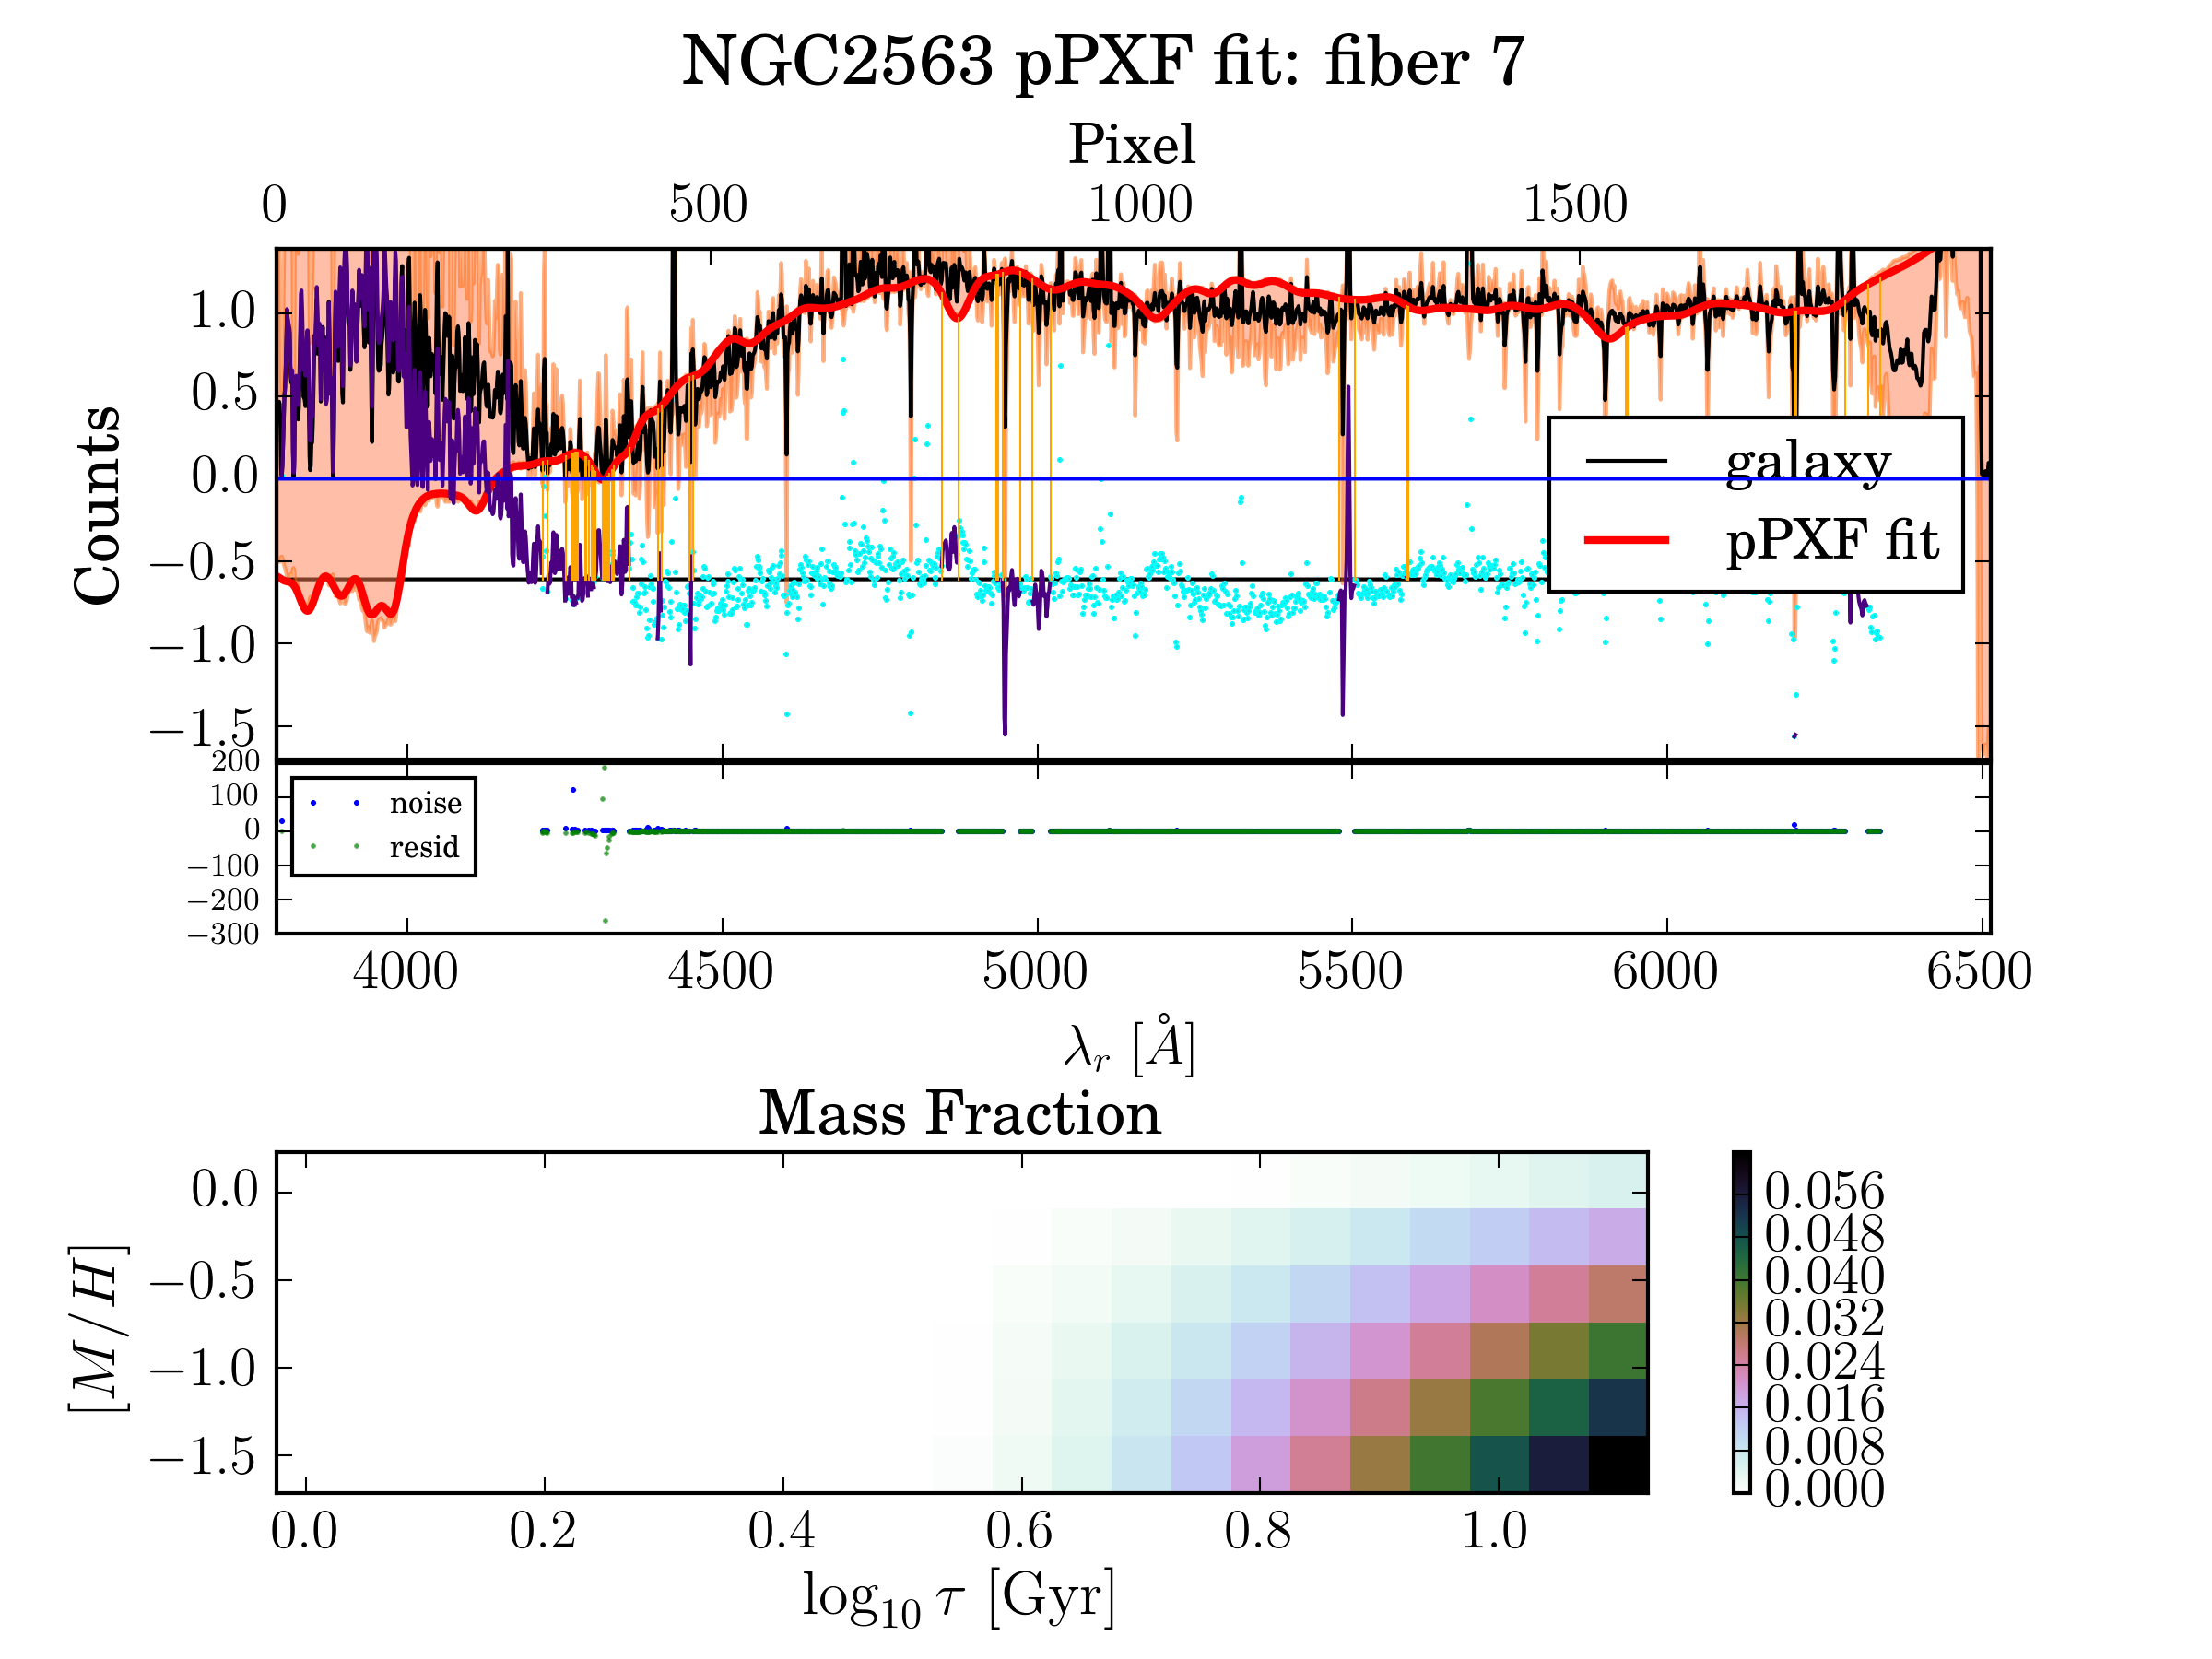 NGC2563 pPXF fit: fiber 7
Pixel
0 500 1000 1500
Counts
1.0
0.5
0.0
−0.5
−1.0
−1.5
galaxy
pPXF fit
200
100
0
−100
−200
−300
noise
resid
4000 4500 5000 5500 6000 6500
λr [Å]
Mass Fraction
[M/H]
0.0
−0.5
−1.0
−1.5
0.0 0.2 0.4 0.6 0.8 1.0
log10 τ [Gyr]
0.056
0.048
0.040
0.032
0.024
0.016
0.008
0.000